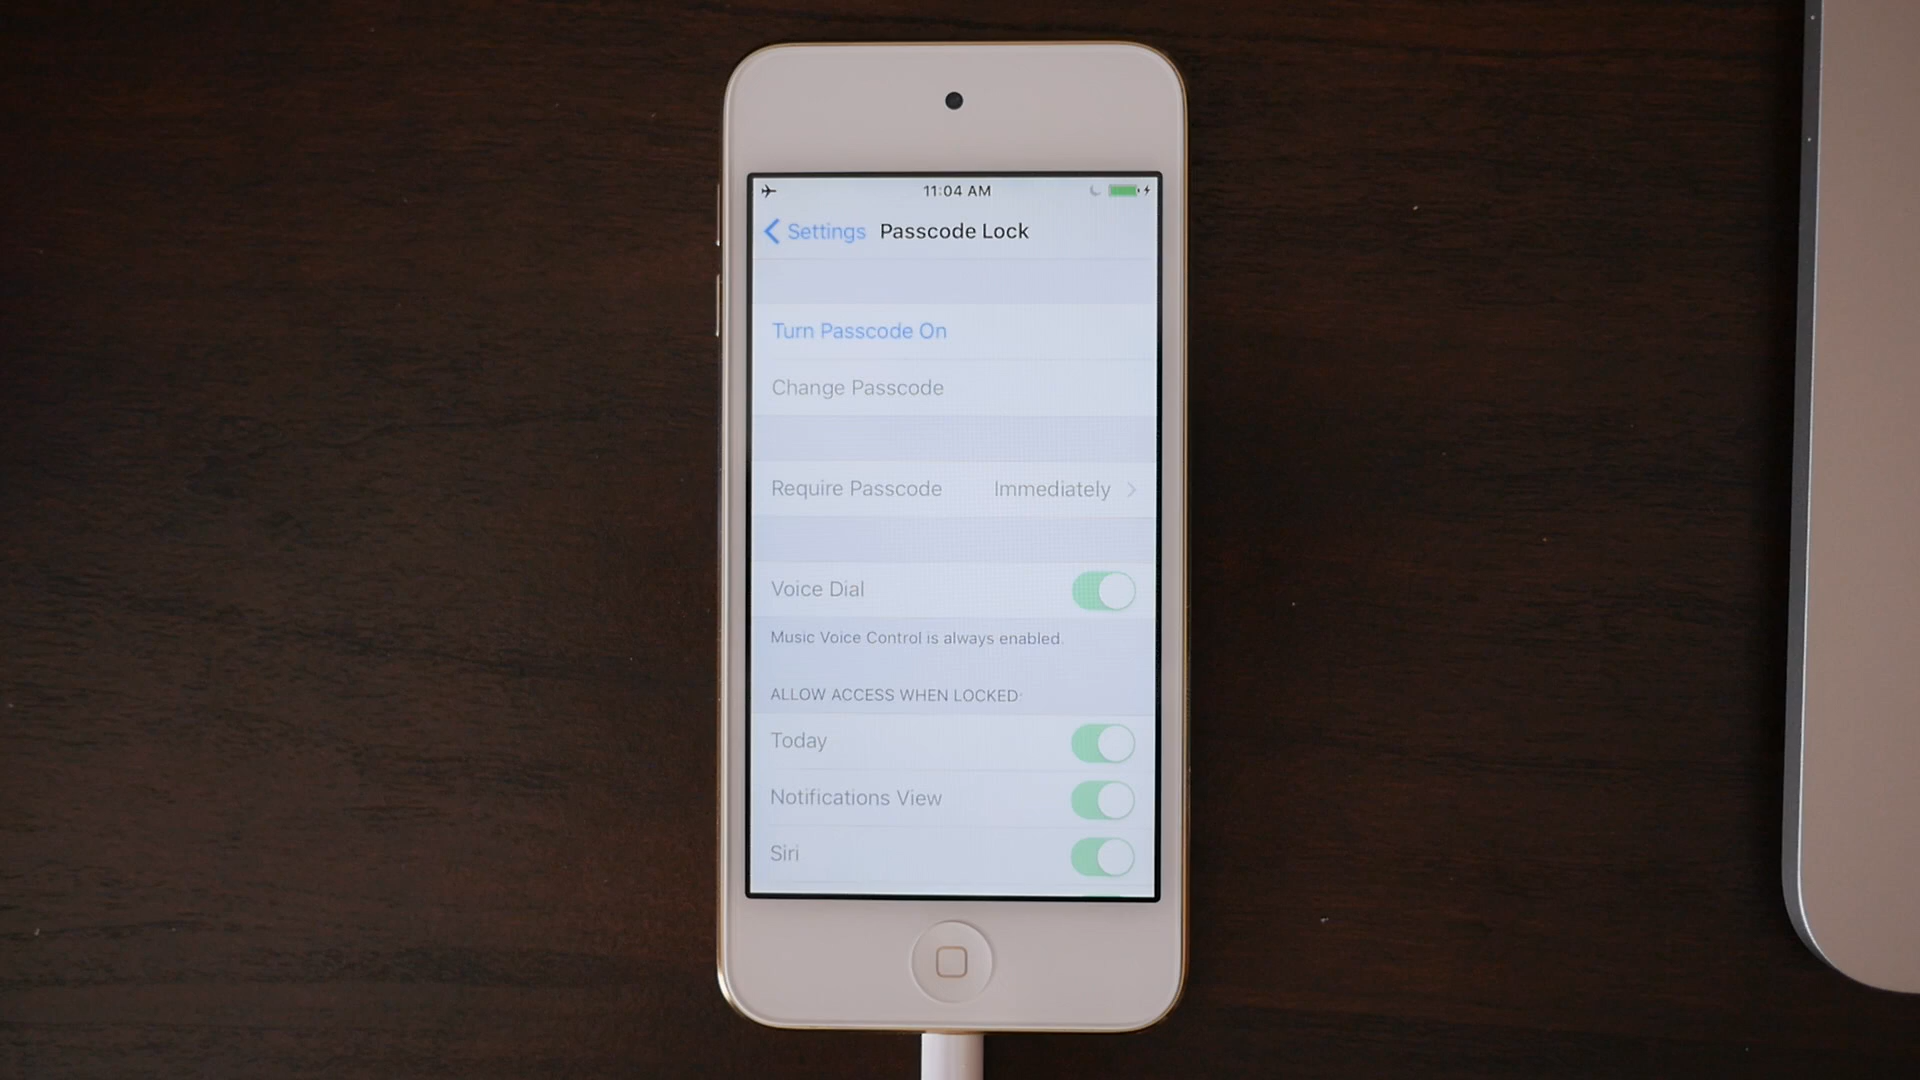 11:04 AM
Settings Passcode Lock
Turn Passcode On
Change Passcode
Require Passcode Immediately
Voice Dial
Music Voice Control is always enabled.
ALLOW ACCESS WHEN LOCKED:
Today
Notifications View
Siri